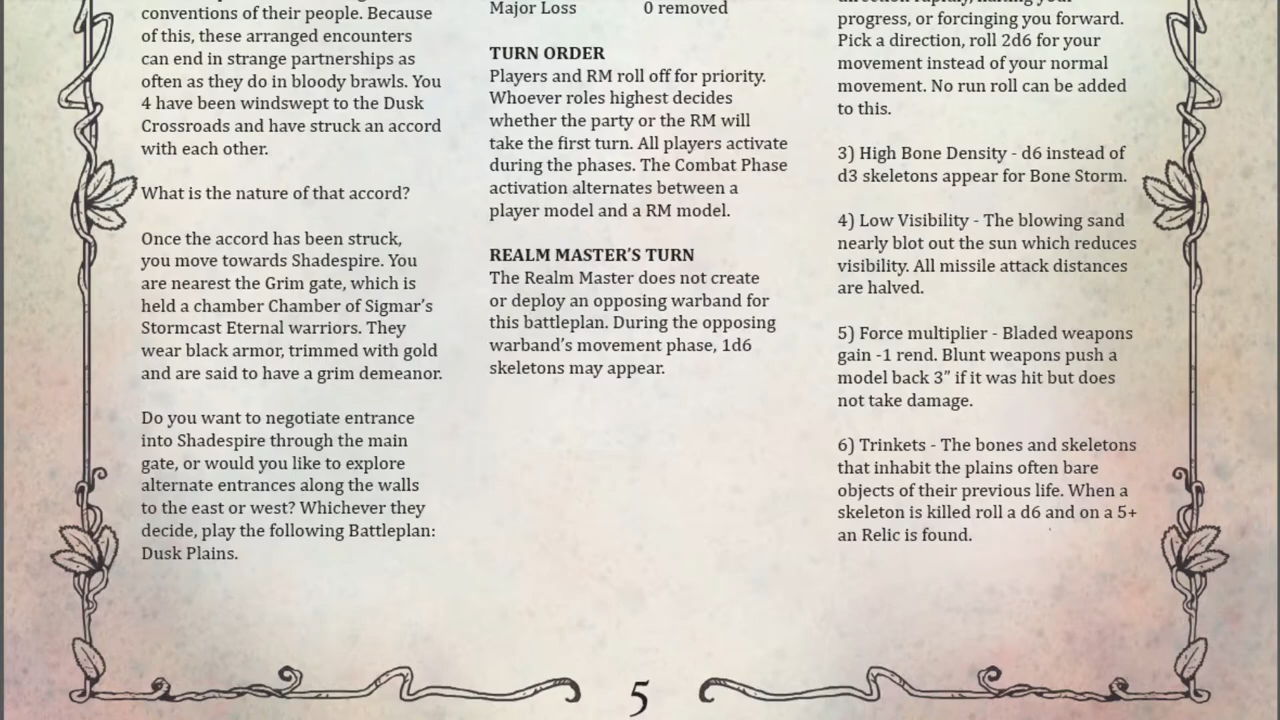 conventions of their people. Because
of this, these arranged encounters
can end in strange partnerships as
often as they do in bloody brawls. You
4 have been windswept to the Dusk
Crossroads and have struck an accord
with each other.
What is the nature of that accord?
Once the accord has been struck,
you move towards Shadespire. You
are nearest the Grim gate, which is
held a chamber Chamber of Sigmar's
Stormcast Eternal warriors. They
wear black armor, trimmed with gold
and are said to have a grim demeanor.
Do you want to negotiate entrance
into Shadespire through the main
gate, or would you like to explore
alternate entrances along the walls
to the east or west? Whichever they
decide, play the following Battleplan:
Dusk Plains.
Major Loss 0 removed
TURN ORDER
Players and RM roll off for priority.
Whoever roles highest decides
whether the party or the RM will
take the first turn. All players activate
during the phases. The Combat Phase
activation alternates between a
player model and a RM model.
REALM MASTER'S TURN
The Realm Master does not create
or deploy an opposing warband for
this battleplan. During the opposing
warband's movement phase, 1d6
skeletons may appear.
progress, or forcinging you forward.
Pick a direction, roll 2d6 for your
movement instead of your normal
movement. No run roll can be added
to this.
3) High Bone Density - d6 instead of
d3 skeletons appear for Bone Storm.
4) Low Visibility - The blowing sand
nearly blot out the sun which reduces
visibility. All missile attack distances
are halved.
5) Force multiplier - Bladed weapons
gain -1 rend. Blunt weapons push a
model back 3" if it was hit but does
not take damage.
6) Trinkets - The bones and skeletons
that inhabit the plains often bare
objects of their previous life. When a
skeleton is killed roll a d6 and on a 5+
an Relic is found.
5